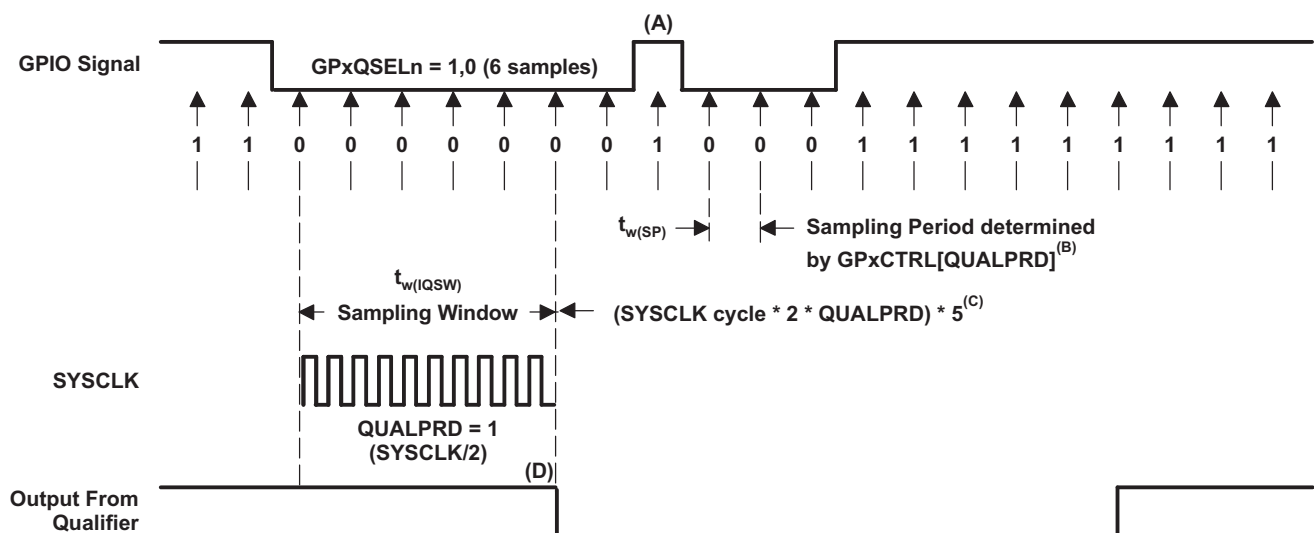 (A)
GPIO Signal
GPxQSELn = 1,0 (6 samples)
1 1 0 0 0 0 0 0 0 1 0 0 0 1 1 1 1 1 1 1 1 1
tw(SP)
Sampling Period determined
by GPxCTRL[QUALPRD](B)
tw(IQSW)
Sampling Window
(SYSCLK cycle * 2 * QUALPRD) * 5(C)
SYSCLK
QUALPRD = 1
(SYSCLK/2)
(D)
Output From
Qualifier